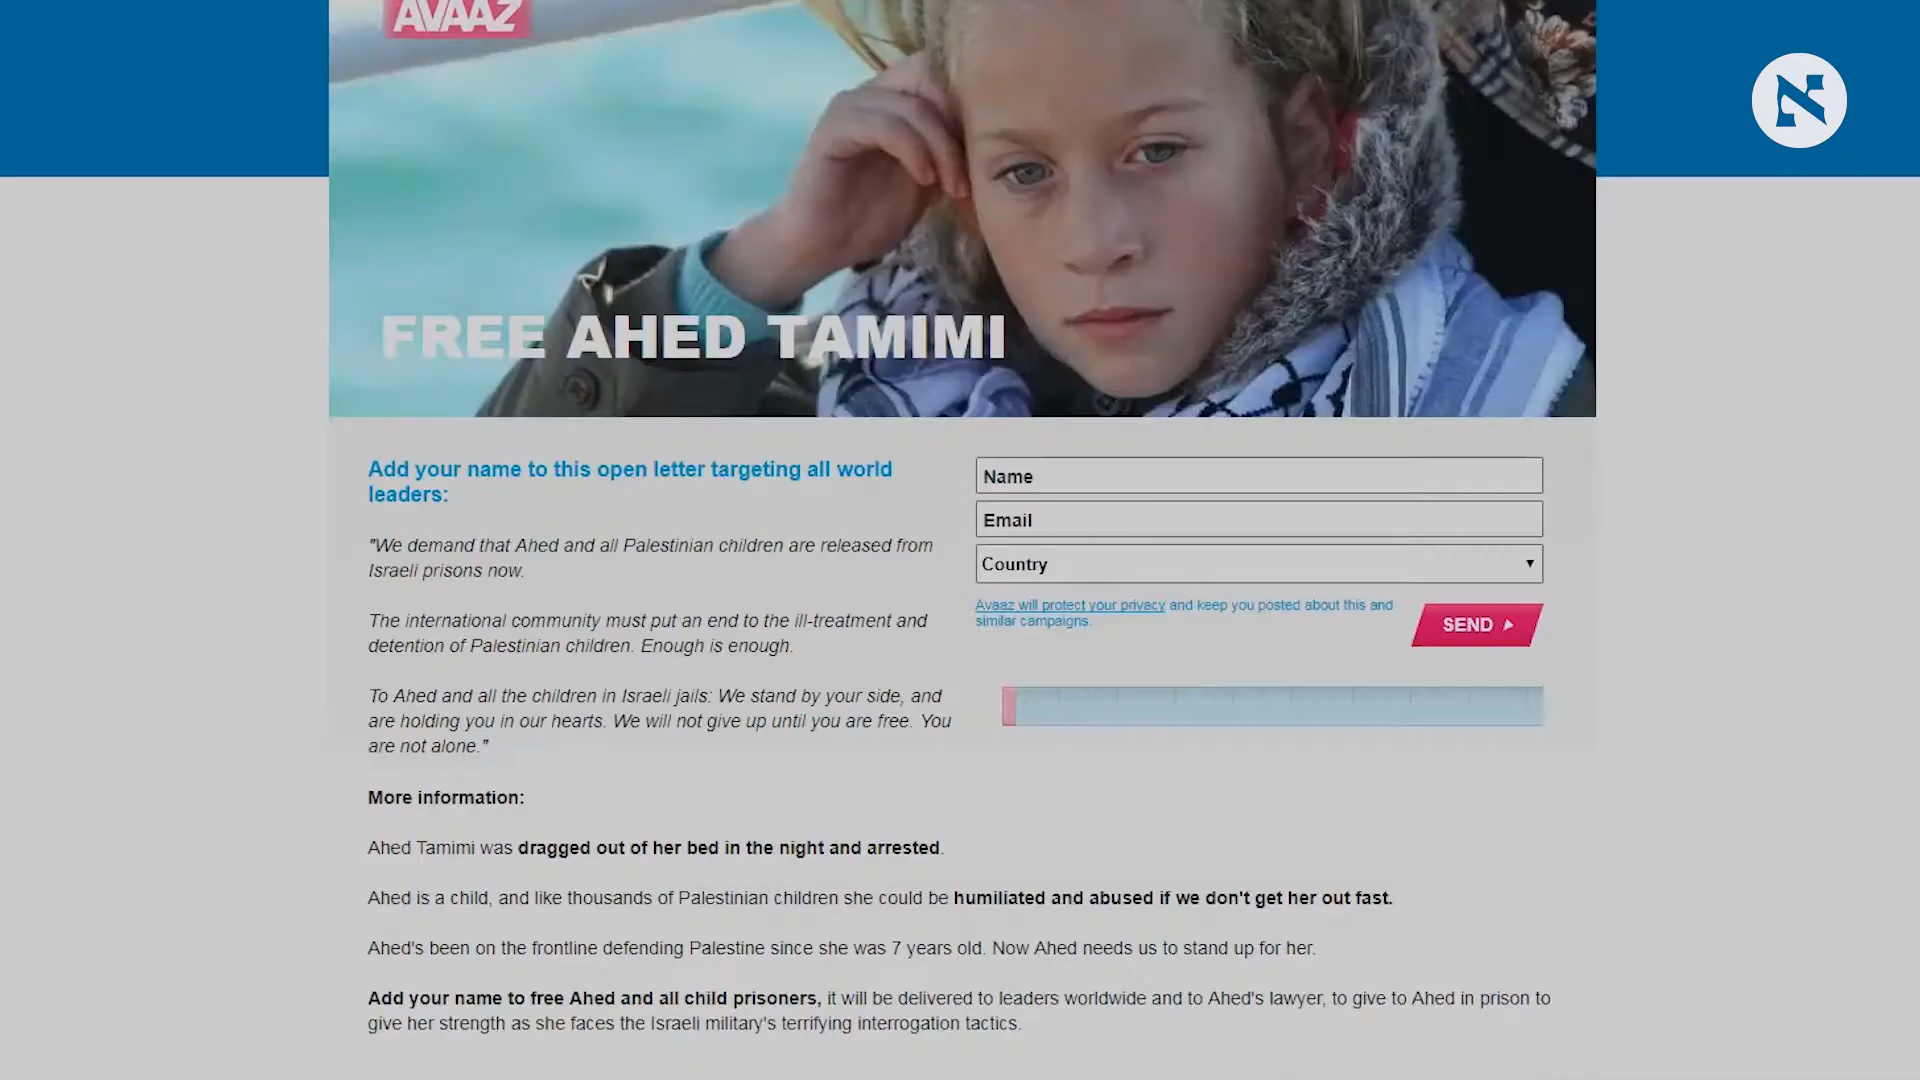 AVAAZ
א
FREE AHED TAMIMI
Add your name to this open letter targeting all world
leaders:
"We demand that Ahed and all Palestinian children are released from
Israeli prisons now.
The international community must put an end to the ill-treatment and
detention of Palestinian children. Enough is enough.
To Ahed and all the children in Israeli jails: We stand by your side, and
are holding you in our hearts. We will not give up until you are free. You
are not alone."
Name
Email
Country
Avaaz will protect your privacy and keep you posted about this and
similar campaigns.
SEND
More information:
Ahed Tamimi was dragged out of her bed in the night and arrested.
Ahed is a child, and like thousands of Palestinian children she could be humiliated and abused if we don't get her out fast.
Ahed's been on the frontline defending Palestine since she was 7 years old. Now Ahed needs us to stand up for her.
Add your name to free Ahed and all child prisoners, it will be delivered to leaders worldwide and to Ahed's lawyer, to give to Ahed in prison to
give her strength as she faces the Israeli military's terrifying interrogation tactics.